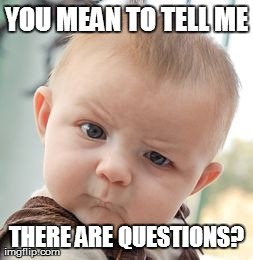 YOU MEAN TO TELL ME
THERE ARE QUESTIONS?
imgflip.com